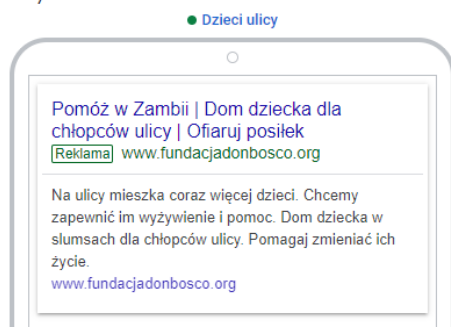 Dzieci ulicy
Pomóż w Zambii | Dom dziecka dla
chłopców ulicy | Ofiaruj posiłek
Reklama www.fundacjadonbosco.org
Na ulicy mieszka coraz więcej dzieci. Chcemy
zapewnić im wyżywienie i pomoc. Dom dziecka w
slumsach dla chłopców ulicy. Pomagaj zmieniać ich
życie.
www.fundacjadonbosco.org